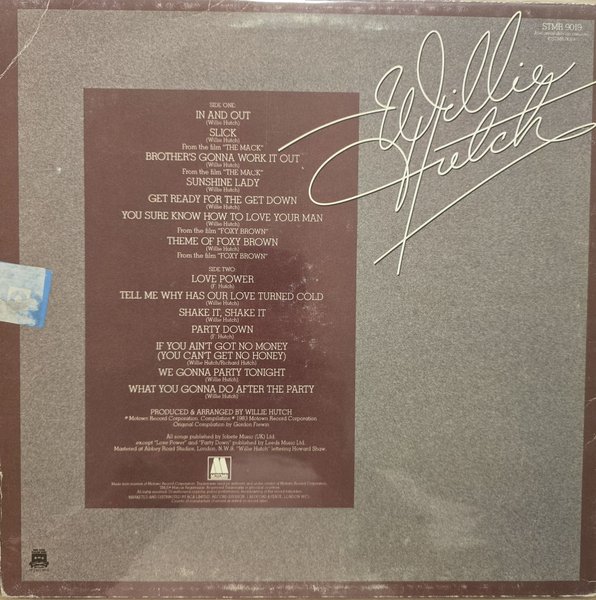 STMR 9019
Willie
Hutch
SIDE ONE:
IN AND OUT
(Willie Hutch)
SLICK
(Willie Hutch)
From the film "THE MACK"
BROTHER'S GONNA WORK IT OUT
(Willie Hutch)
From the film "THE MACK"
SUNSHINE LADY
(Willie Hutch)
GET READY FOR THE GET DOWN
(Willie Hutch)
YOU SURE KNOW HOW TO LOVE YOUR MAN
(Willie Hutch)
From the film "FOXY BROWN"
THEME OF FOXY BROWN
(Willie Hutch)
From the film "FOXY BROWN"
SIDE TWO:
LOVE POWER
(F. Hutch)
TELL ME WHY HAS OUR LOVE TURNED COLD
(Willie Hutch)
SHAKE IT, SHAKE IT
(Willie Hutch)
PARTY DOWN
(F. Hutch)
IF YOU AIN'T GOT NO MONEY
(YOU CAN'T GET NO HONEY)
(Willie Hutch/Richard Hutch)
WE GONNA PARTY TONIGHT
(Willie Hutch)
WHAT YOU GONNA DO AFTER THE PARTY
(Willie Hutch)
PRODUCED & ARRANGED BY WILLIE HUTCH
℗ Motown Record Corporation. Compilation ℗ 1983 Motown Record Corporation
Original Compilation by Gordon Frewin
All songs published by Jobete Music (UK) Ltd.
except "Love Power" and "Party Down" published by Leeds Music Ltd.
Mastered at Abbey Road Studios, London, N.W.8. "Willie Hutch" lettering Howard Shaw.